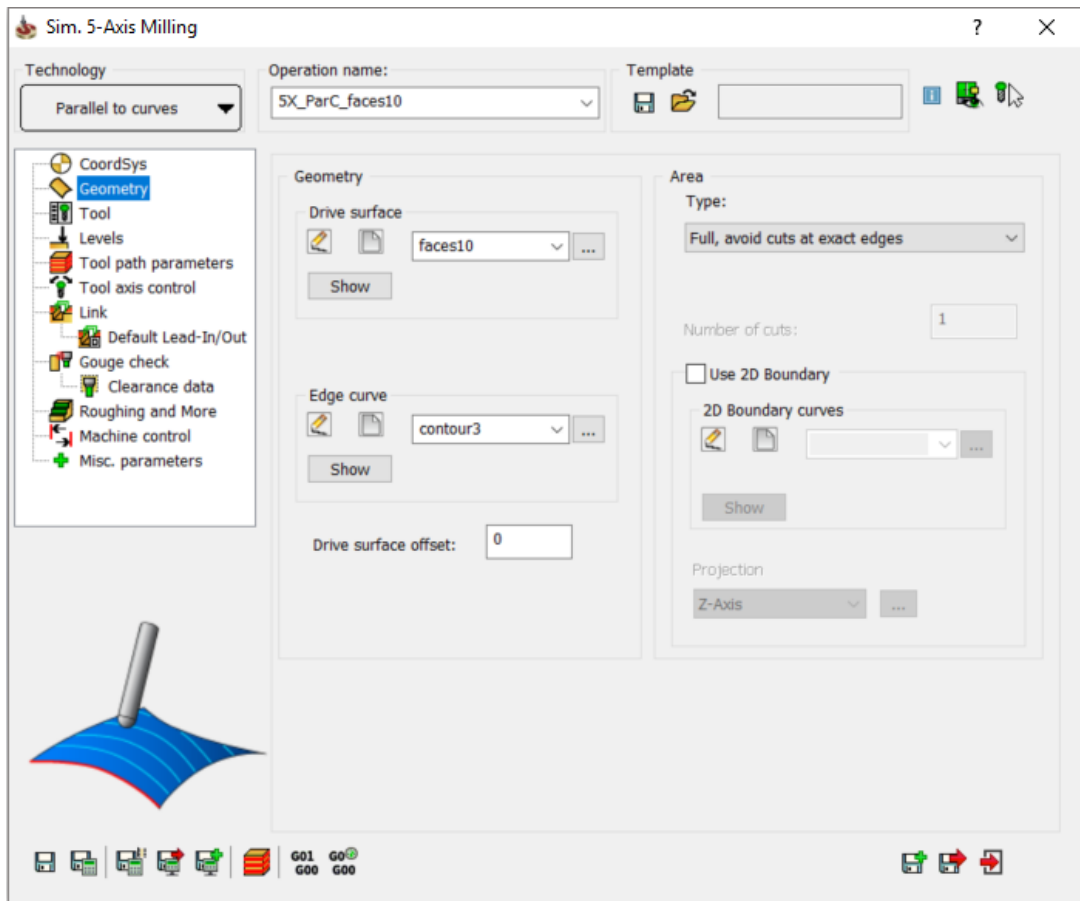 Sim. 5-Axis Milling
?
Technology
Operation name:
Template
Parallel to curves
5X_ParC_faces10
CoordSys
Geometry
Tool
Levels
Tool path parameters
Tool axis control
Link
Default Lead-In/Out
Gouge check
Clearance data
Roughing and More
Machine control
Misc. parameters
Geometry
Drive surface
faces10
...
Show
Edge curve
contour3
...
Show
Drive surface offset:
0
Area
Type:
Full, avoid cuts at exact edges
Number of cuts:
1
Use 2D Boundary
2D Boundary curves
...
Show
Projection
Z-Axis
...
G01
G00
G0
G00